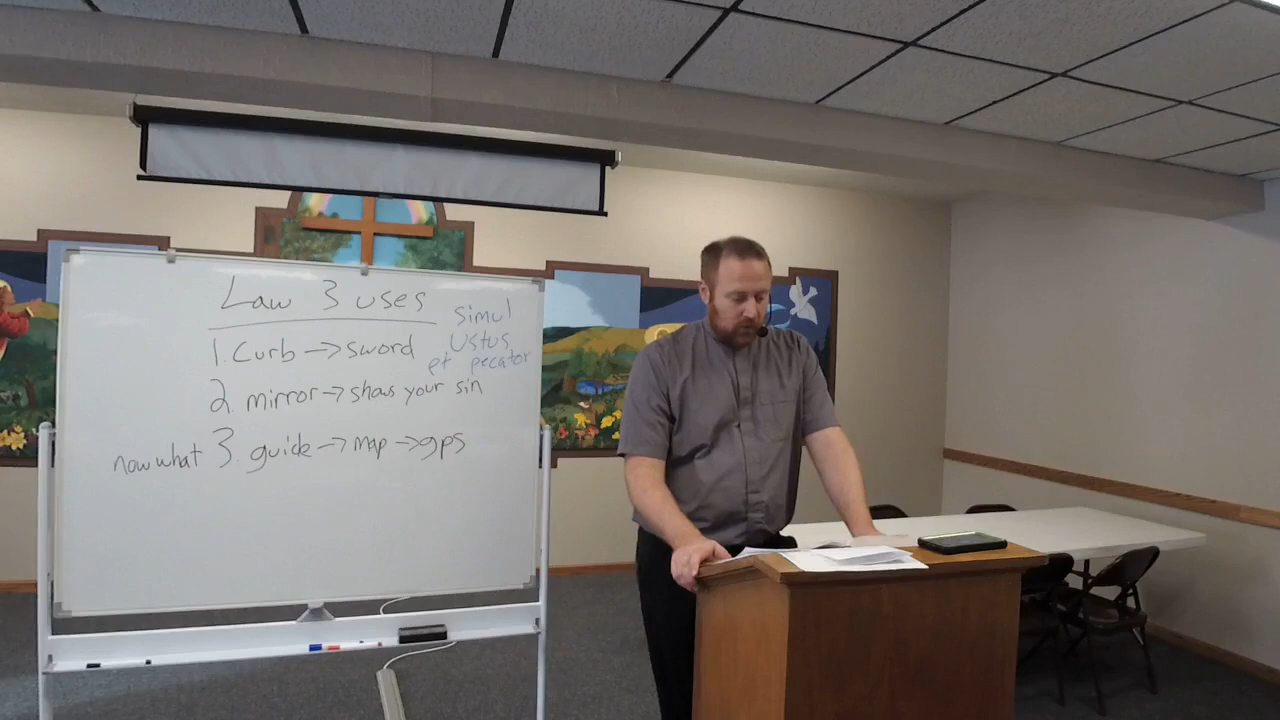 Law 3 uses
simul
ustus
et pecator
1. Curb → sword
2. mirror → shows your sin
now what 3. guide → map → gps